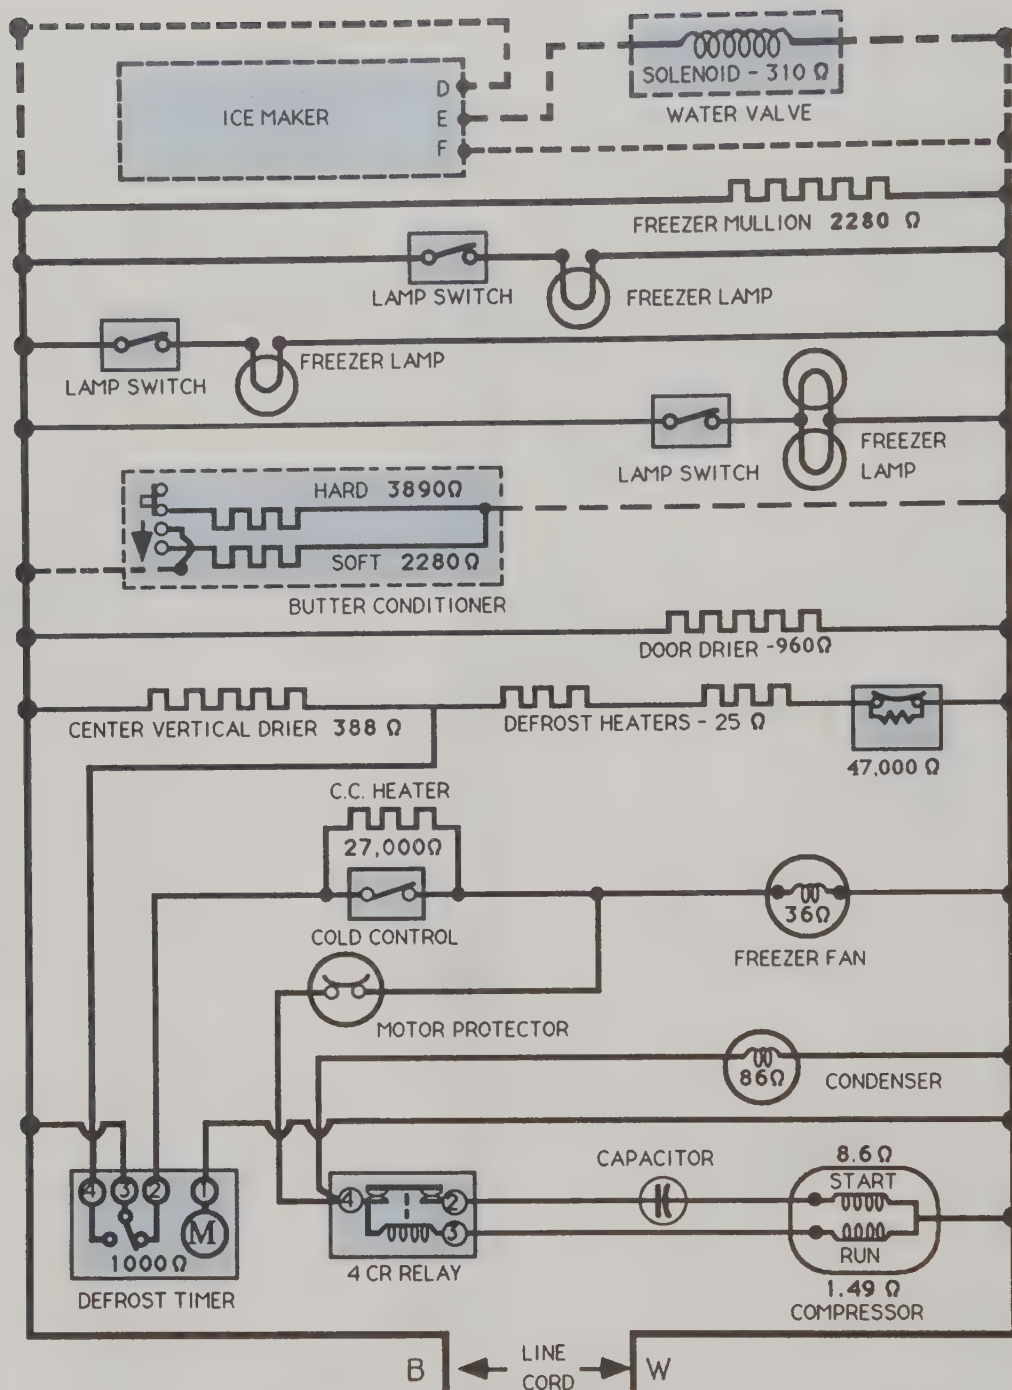 D
SOLENOID - 310 Ω
ICE MAKER
E
WATER VALVE
F
FREEZER MULLION 2280 Ω
LAMP SWITCH
FREEZER LAMP
FREEZER LAMP
LAMP SWITCH
FREEZER
LAMP
LAMP SWITCH
HARD 3890Ω
SOFT 2280Ω
BUTTER CONDITIONER
DOOR DRIER -960Ω
CENTER VERTICAL DRIER 388 Ω
DEFROST HEATERS - 25 Ω
47,000 Ω
C.C. HEATER
27,000Ω
COLD CONTROL
36Ω
FREEZER FAN
MOTOR PROTECTOR
86Ω
CONDENSER
CAPACITOR
8.6Ω
START
4 3 2 1
4
2
M
3
RUN
1000Ω
4 CR RELAY
1.49 Ω
DEFROST TIMER
COMPRESSOR
B
LINE
CORD
W